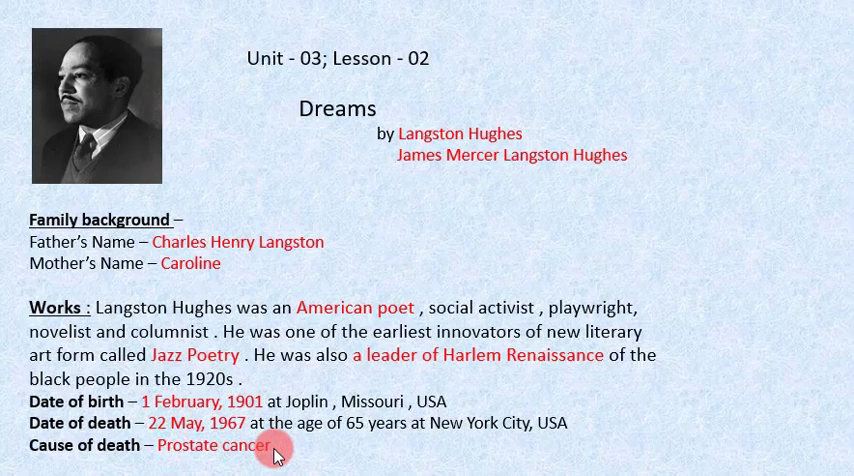 Unit - 03; Lesson - 02
Dreams
by Langston Hughes
James Mercer Langston Hughes
Family background –
Father’s Name – Charles Henry Langston
Mother’s Name – Caroline
Works : Langston Hughes was an American poet , social activist , playwright,
novelist and columnist . He was one of the earliest innovators of new literary
art form called Jazz Poetry . He was also a leader of Harlem Renaissance of the
black people in the 1920s .
Date of birth – 1 February, 1901 at Joplin , Missouri , USA
Date of death – 22 May, 1967 at the age of 65 years at New York City, USA
Cause of death – Prostate cancer